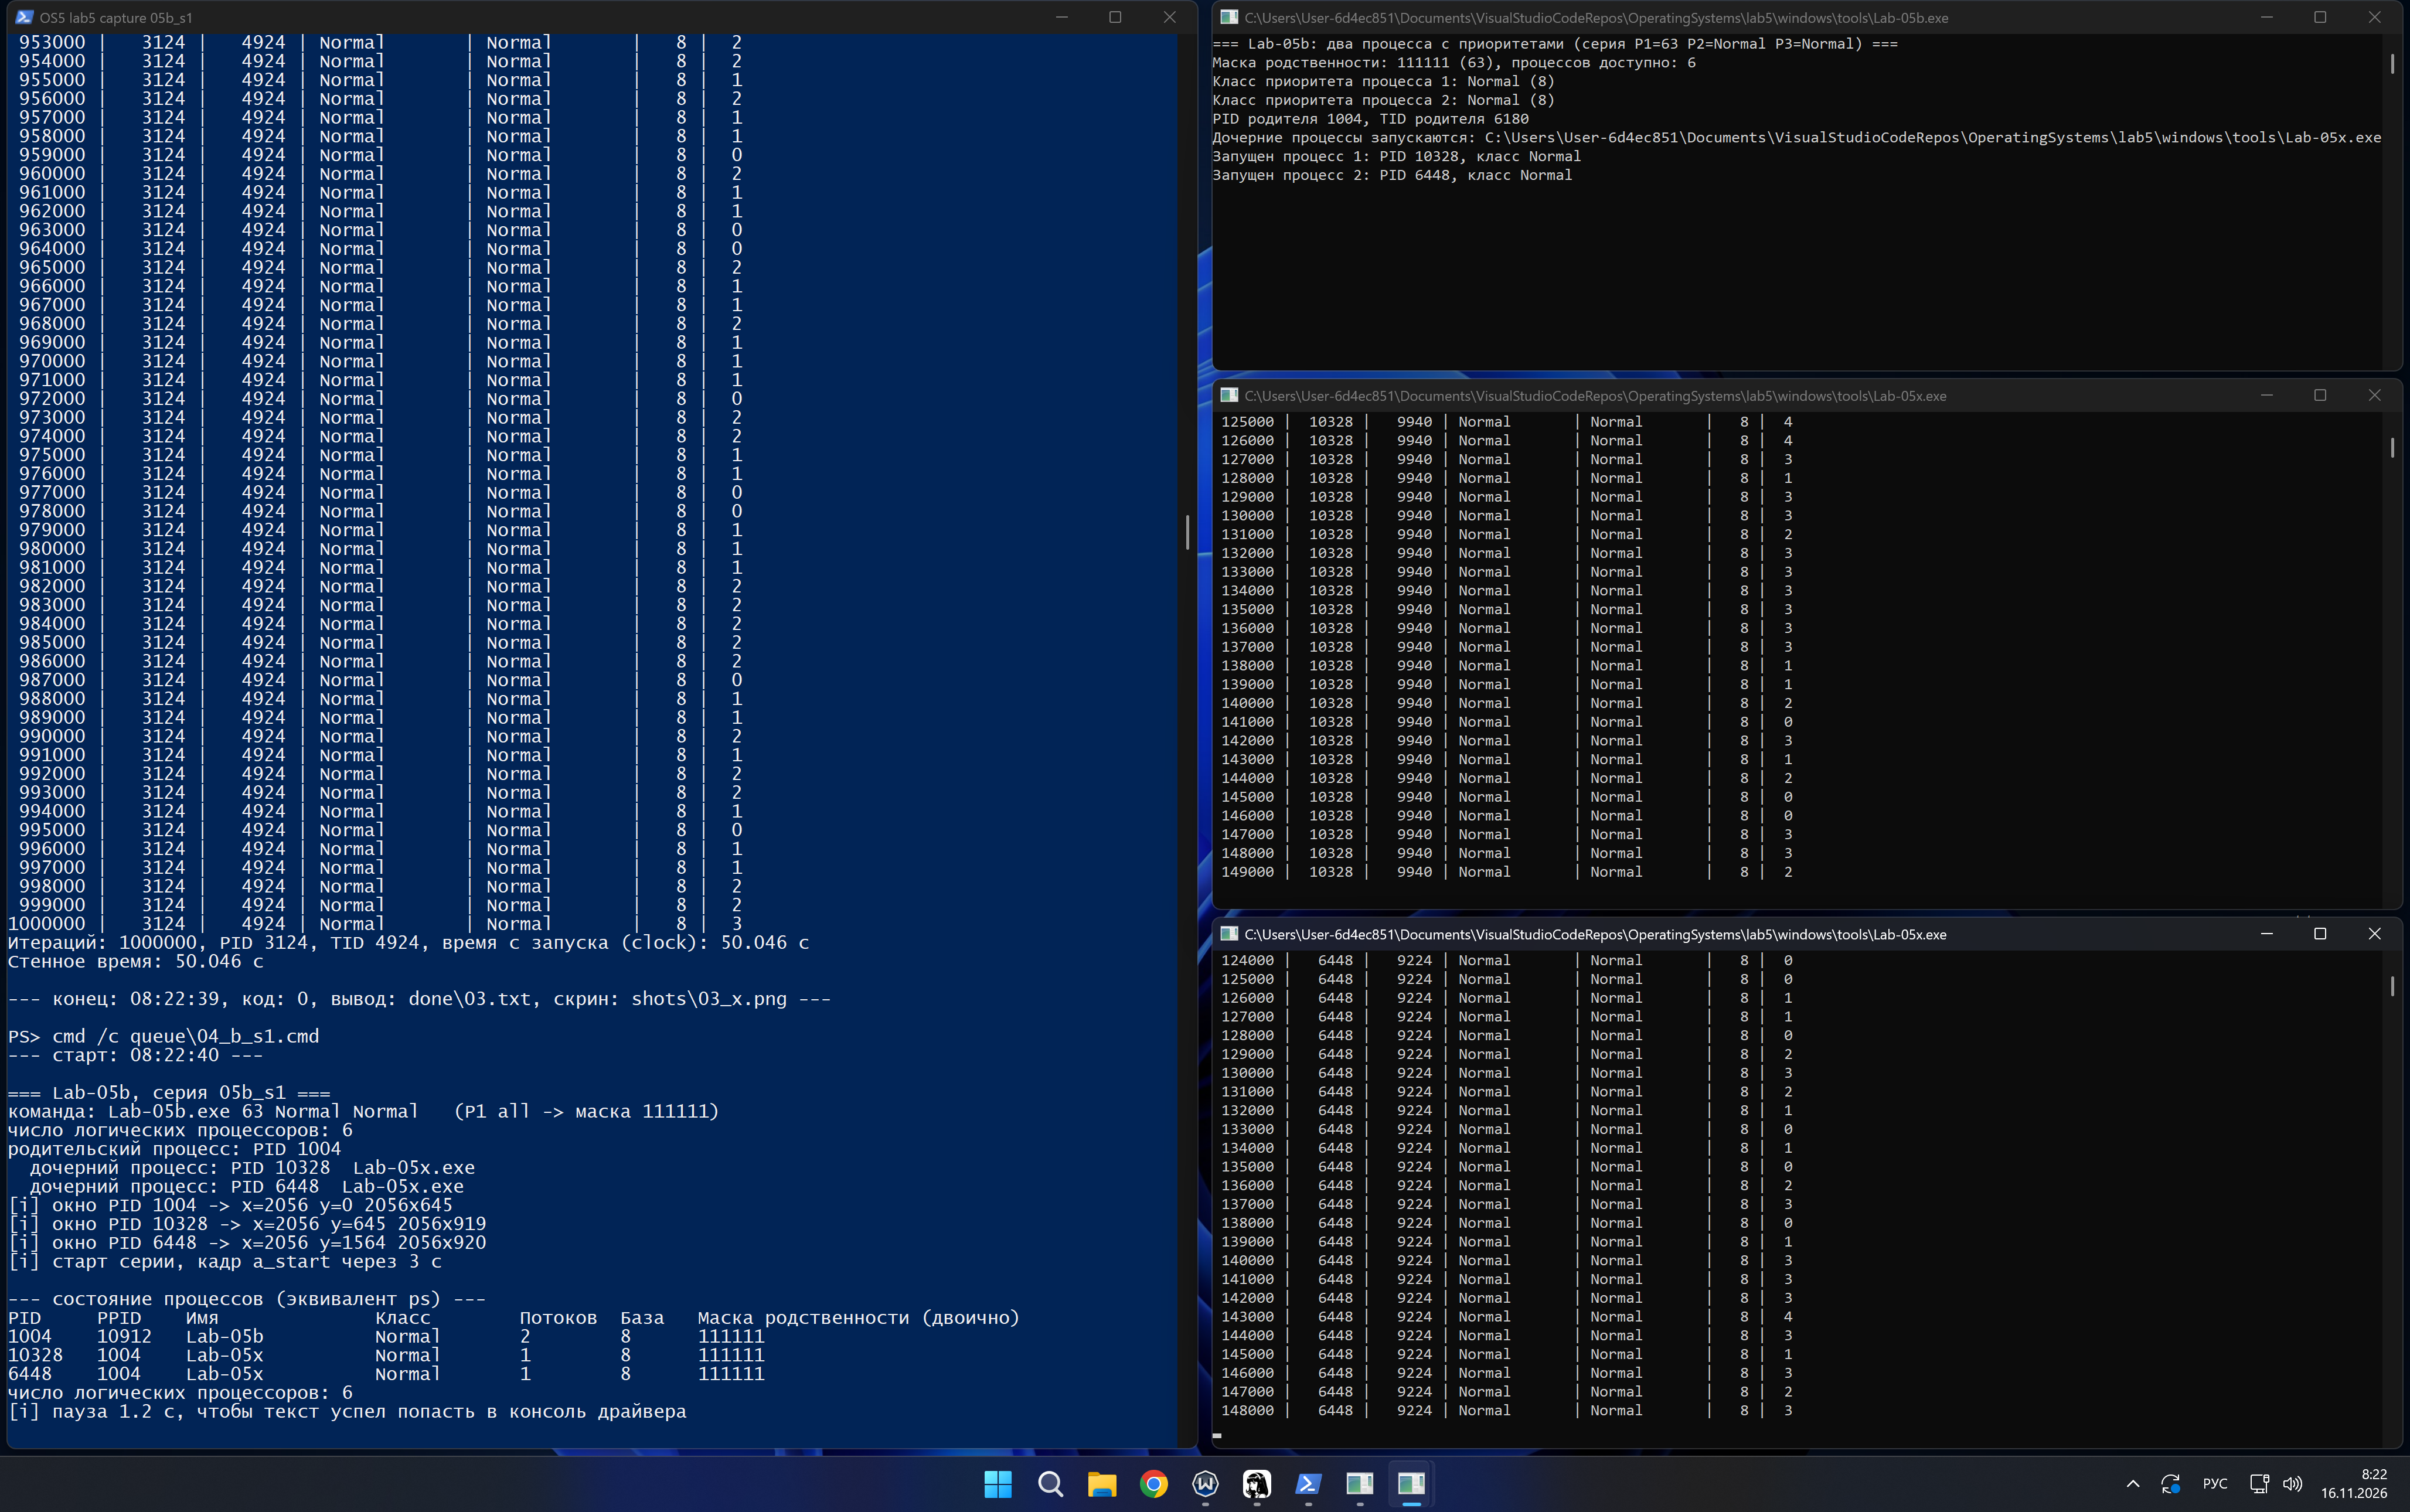 OS5 lab5 capture 05b_s1
953000 |    3124 |    4924 | Normal        | Normal        |    8 |  2
954000 |    3124 |    4924 | Normal        | Normal        |    8 |  2
955000 |    3124 |    4924 | Normal        | Normal        |    8 |  1
956000 |    3124 |    4924 | Normal        | Normal        |    8 |  2
957000 |    3124 |    4924 | Normal        | Normal        |    8 |  1
958000 |    3124 |    4924 | Normal        | Normal        |    8 |  1
959000 |    3124 |    4924 | Normal        | Normal        |    8 |  0
960000 |    3124 |    4924 | Normal        | Normal        |    8 |  2
961000 |    3124 |    4924 | Normal        | Normal        |    8 |  1
962000 |    3124 |    4924 | Normal        | Normal        |    8 |  1
963000 |    3124 |    4924 | Normal        | Normal        |    8 |  0
964000 |    3124 |    4924 | Normal        | Normal        |    8 |  0
965000 |    3124 |    4924 | Normal        | Normal        |    8 |  2
966000 |    3124 |    4924 | Normal        | Normal        |    8 |  1
967000 |    3124 |    4924 | Normal        | Normal        |    8 |  1
968000 |    3124 |    4924 | Normal        | Normal        |    8 |  2
969000 |    3124 |    4924 | Normal        | Normal        |    8 |  1
970000 |    3124 |    4924 | Normal        | Normal        |    8 |  1
971000 |    3124 |    4924 | Normal        | Normal        |    8 |  1
972000 |    3124 |    4924 | Normal        | Normal        |    8 |  0
973000 |    3124 |    4924 | Normal        | Normal        |    8 |  2
974000 |    3124 |    4924 | Normal        | Normal        |    8 |  2
975000 |    3124 |    4924 | Normal        | Normal        |    8 |  1
976000 |    3124 |    4924 | Normal        | Normal        |    8 |  1
977000 |    3124 |    4924 | Normal        | Normal        |    8 |  0
978000 |    3124 |    4924 | Normal        | Normal        |    8 |  0
979000 |    3124 |    4924 | Normal        | Normal        |    8 |  1
980000 |    3124 |    4924 | Normal        | Normal        |    8 |  1
981000 |    3124 |    4924 | Normal        | Normal        |    8 |  1
982000 |    3124 |    4924 | Normal        | Normal        |    8 |  2
983000 |    3124 |    4924 | Normal        | Normal        |    8 |  2
984000 |    3124 |    4924 | Normal        | Normal        |    8 |  2
985000 |    3124 |    4924 | Normal        | Normal        |    8 |  2
986000 |    3124 |    4924 | Normal        | Normal        |    8 |  2
987000 |    3124 |    4924 | Normal        | Normal        |    8 |  0
988000 |    3124 |    4924 | Normal        | Normal        |    8 |  1
989000 |    3124 |    4924 | Normal        | Normal        |    8 |  1
990000 |    3124 |    4924 | Normal        | Normal        |    8 |  2
991000 |    3124 |    4924 | Normal        | Normal        |    8 |  1
992000 |    3124 |    4924 | Normal        | Normal        |    8 |  2
993000 |    3124 |    4924 | Normal        | Normal        |    8 |  2
994000 |    3124 |    4924 | Normal        | Normal        |    8 |  1
995000 |    3124 |    4924 | Normal        | Normal        |    8 |  0
996000 |    3124 |    4924 | Normal        | Normal        |    8 |  1
997000 |    3124 |    4924 | Normal        | Normal        |    8 |  1
998000 |    3124 |    4924 | Normal        | Normal        |    8 |  2
999000 |    3124 |    4924 | Normal        | Normal        |    8 |  2
1000000 |    3124 |    4924 | Normal        | Normal        |    8 |  3
Итераций: 1000000, PID 3124, TID 4924, время с запуска (clock): 50.046 с
Стенное время: 50.046 с
--- конец: 08:22:39, код: 0, вывод: done\03.txt, скрин: shots\03_x.png ---
PS> cmd /c queue\04_b_s1.cmd
--- старт: 08:22:40 ---
=== Lab-05b, серия 05b_s1 ===
команда: Lab-05b.exe 63 Normal Normal   (P1 all -> маска 111111)
число логических процессоров: 6
родительский процесс: PID 1004
  дочерний процесс: PID 10328  Lab-05x.exe
  дочерний процесс: PID 6448  Lab-05x.exe
[i] окно PID 1004 -> x=2056 y=0 2056x645
[i] окно PID 10328 -> x=2056 y=645 2056x919
[i] окно PID 6448 -> x=2056 y=1564 2056x920
[i] старт серии, кадр a_start через 3 с
--- состояние процессов (эквивалент ps) ---
PID     PPID    Имя              Класс        Потоков  База   Маска родственности (двоично)
1004    10912   Lab-05b          Normal       2        8      111111
10328   1004    Lab-05x          Normal       1        8      111111
6448    1004    Lab-05x          Normal       1        8      111111
число логических процессоров: 6
[i] пауза 1.2 с, чтобы текст успел попасть в консоль драйвера
C:\Users\User-6d4ec851\Documents\VisualStudioCodeRepos\OperatingSystems\lab5\windows\tools\Lab-05b.exe
=== Lab-05b: два процесса с приоритетами (серия P1=63 P2=Normal P3=Normal) ===
Маска родственности: 111111 (63), процессов доступно: 6
Класс приоритета процесса 1: Normal (8)
Класс приоритета процесса 2: Normal (8)
PID родителя 1004, TID родителя 6180
Дочерние процессы запускаются: C:\Users\User-6d4ec851\Documents\VisualStudioCodeRepos\OperatingSystems\lab5\windows\tools\Lab-05x.exe
Запущен процесс 1: PID 10328, класс Normal
Запущен процесс 2: PID 6448, класс Normal
C:\Users\User-6d4ec851\Documents\VisualStudioCodeRepos\OperatingSystems\lab5\windows\tools\Lab-05x.exe
125000 |   10328 |    9940 | Normal        | Normal        |    8 |  4
126000 |   10328 |    9940 | Normal        | Normal        |    8 |  4
127000 |   10328 |    9940 | Normal        | Normal        |    8 |  3
128000 |   10328 |    9940 | Normal        | Normal        |    8 |  1
129000 |   10328 |    9940 | Normal        | Normal        |    8 |  3
130000 |   10328 |    9940 | Normal        | Normal        |    8 |  3
131000 |   10328 |    9940 | Normal        | Normal        |    8 |  2
132000 |   10328 |    9940 | Normal        | Normal        |    8 |  3
133000 |   10328 |    9940 | Normal        | Normal        |    8 |  3
134000 |   10328 |    9940 | Normal        | Normal        |    8 |  3
135000 |   10328 |    9940 | Normal        | Normal        |    8 |  3
136000 |   10328 |    9940 | Normal        | Normal        |    8 |  3
137000 |   10328 |    9940 | Normal        | Normal        |    8 |  3
138000 |   10328 |    9940 | Normal        | Normal        |    8 |  1
139000 |   10328 |    9940 | Normal        | Normal        |    8 |  1
140000 |   10328 |    9940 | Normal        | Normal        |    8 |  2
141000 |   10328 |    9940 | Normal        | Normal        |    8 |  0
142000 |   10328 |    9940 | Normal        | Normal        |    8 |  3
143000 |   10328 |    9940 | Normal        | Normal        |    8 |  1
144000 |   10328 |    9940 | Normal        | Normal        |    8 |  2
145000 |   10328 |    9940 | Normal        | Normal        |    8 |  0
146000 |   10328 |    9940 | Normal        | Normal        |    8 |  0
147000 |   10328 |    9940 | Normal        | Normal        |    8 |  3
148000 |   10328 |    9940 | Normal        | Normal        |    8 |  3
149000 |   10328 |    9940 | Normal        | Normal        |    8 |  2
C:\Users\User-6d4ec851\Documents\VisualStudioCodeRepos\OperatingSystems\lab5\windows\tools\Lab-05x.exe
124000 |    6448 |    9224 | Normal        | Normal        |    8 |  0
125000 |    6448 |    9224 | Normal        | Normal        |    8 |  0
126000 |    6448 |    9224 | Normal        | Normal        |    8 |  1
127000 |    6448 |    9224 | Normal        | Normal        |    8 |  1
128000 |    6448 |    9224 | Normal        | Normal        |    8 |  0
129000 |    6448 |    9224 | Normal        | Normal        |    8 |  2
130000 |    6448 |    9224 | Normal        | Normal        |    8 |  3
131000 |    6448 |    9224 | Normal        | Normal        |    8 |  2
132000 |    6448 |    9224 | Normal        | Normal        |    8 |  1
133000 |    6448 |    9224 | Normal        | Normal        |    8 |  0
134000 |    6448 |    9224 | Normal        | Normal        |    8 |  1
135000 |    6448 |    9224 | Normal        | Normal        |    8 |  0
136000 |    6448 |    9224 | Normal        | Normal        |    8 |  2
137000 |    6448 |    9224 | Normal        | Normal        |    8 |  3
138000 |    6448 |    9224 | Normal        | Normal        |    8 |  0
139000 |    6448 |    9224 | Normal        | Normal        |    8 |  1
140000 |    6448 |    9224 | Normal        | Normal        |    8 |  3
141000 |    6448 |    9224 | Normal        | Normal        |    8 |  3
142000 |    6448 |    9224 | Normal        | Normal        |    8 |  3
143000 |    6448 |    9224 | Normal        | Normal        |    8 |  4
144000 |    6448 |    9224 | Normal        | Normal        |    8 |  3
145000 |    6448 |    9224 | Normal        | Normal        |    8 |  1
146000 |    6448 |    9224 | Normal        | Normal        |    8 |  3
147000 |    6448 |    9224 | Normal        | Normal        |    8 |  2
148000 |    6448 |    9224 | Normal        | Normal        |    8 |  3
РУС
8:22
16.11.2026